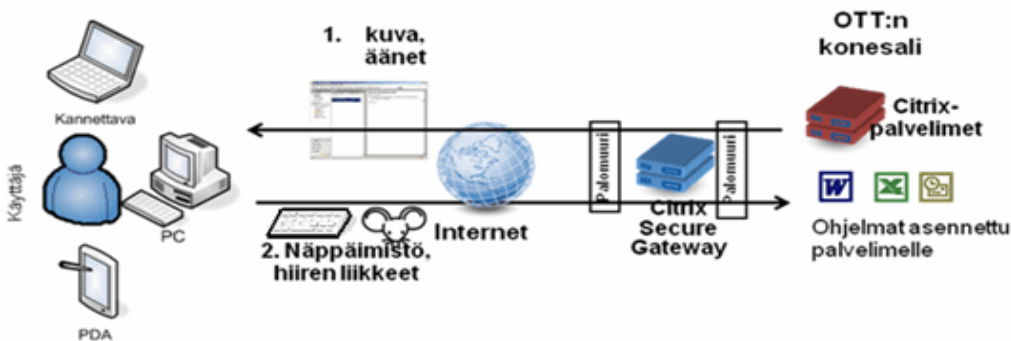 Kannettava
Käyttäjä
PC
PDA
1. kuva,
äänet
2. Näppäimistö,
hiiren liikkeet
Internet
Palomuuri
Citrix
Secure
Gateway
Palomuuri
OTT:n
konesali
Citrix-
palvelimet
W
X
Ohjelmat asennettu
palvelimelle